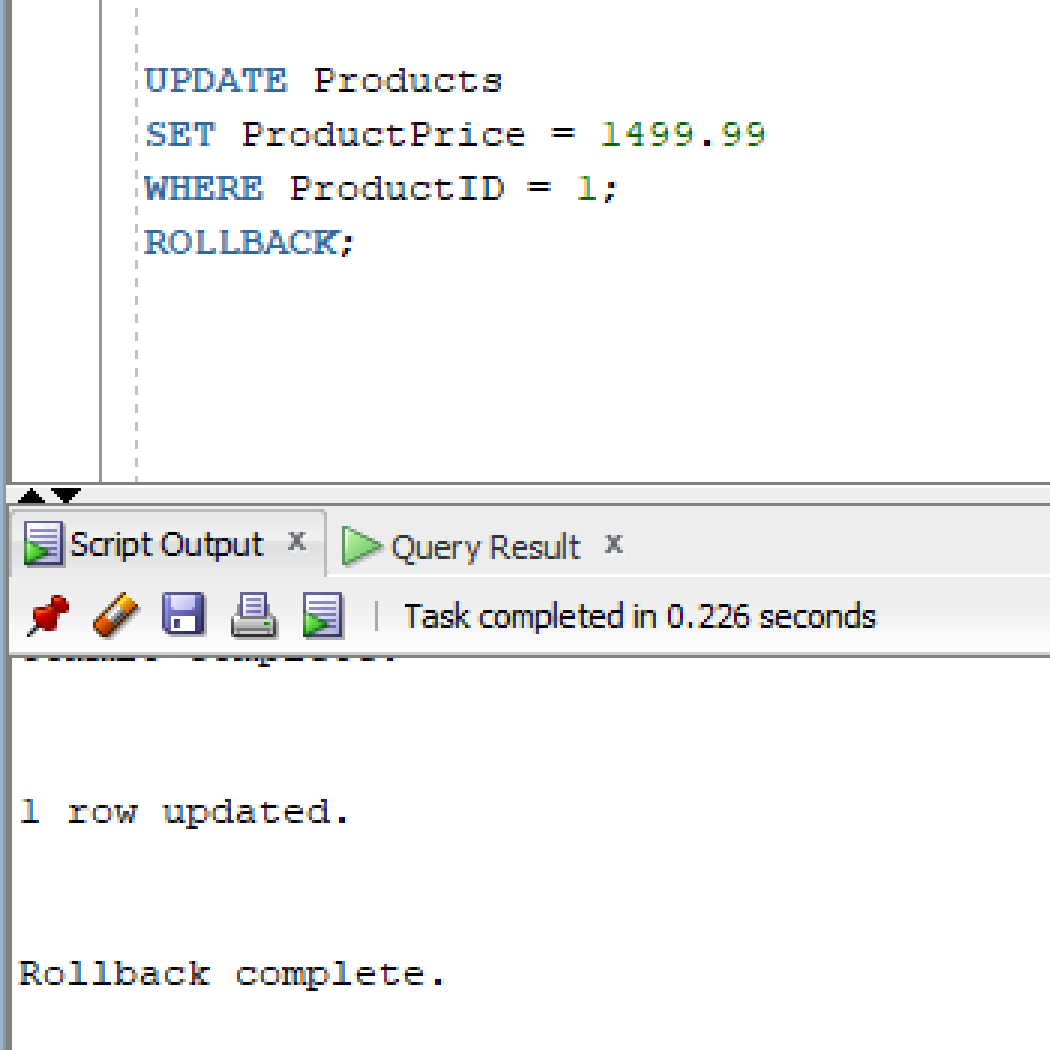 UPDATE Products
SET ProductPrice = 1499.99
WHERE ProductID = 1;
ROLLBACK;
Script Output x Query Result x
Task completed in 0.226 seconds
1 row updated.
Rollback complete.